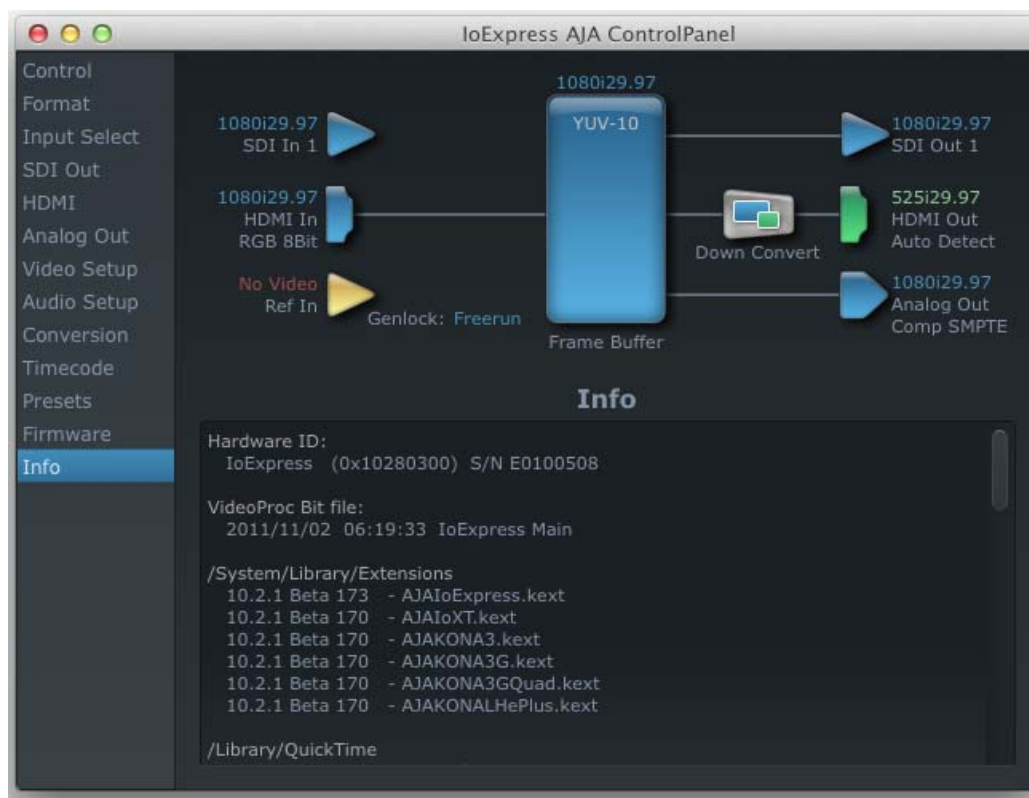 IoExpress AJA ControlPanel
Control
Format
Input Select
SDI Out
HDMI
Analog Out
Video Setup
Audio Setup
Conversion
Timecode
Presets
Firmware
Info
1080i29.97
YUV-10
Frame Buffer
1080i29.97
SDI In 1
1080i29.97
HDMI In
RGB 8Bit
No Video
Ref In
Genlock: Freerun
Down Convert
1080i29.97
SDI Out 1
525i29.97
HDMI Out
Auto Detect
1080i29.97
Analog Out
Comp SMPTE
Info
Hardware ID:
IoExpress (0x10280300) S/N E0100508
VideoProc Bit file:
2011/11/02 06:19:33 IoExpress Main
/System/Library/Extensions
10.2.1 Beta 173 - AJAIoExpress.kext
10.2.1 Beta 170 - AJAIoXT.kext
10.2.1 Beta 170 - AJAKONA3.kext
10.2.1 Beta 170 - AJAKONA3G.kext
10.2.1 Beta 170 - AJAKONA3GQuad.kext
10.2.1 Beta 170 - AJAKONALHePlus.kext
/Library/QuickTime